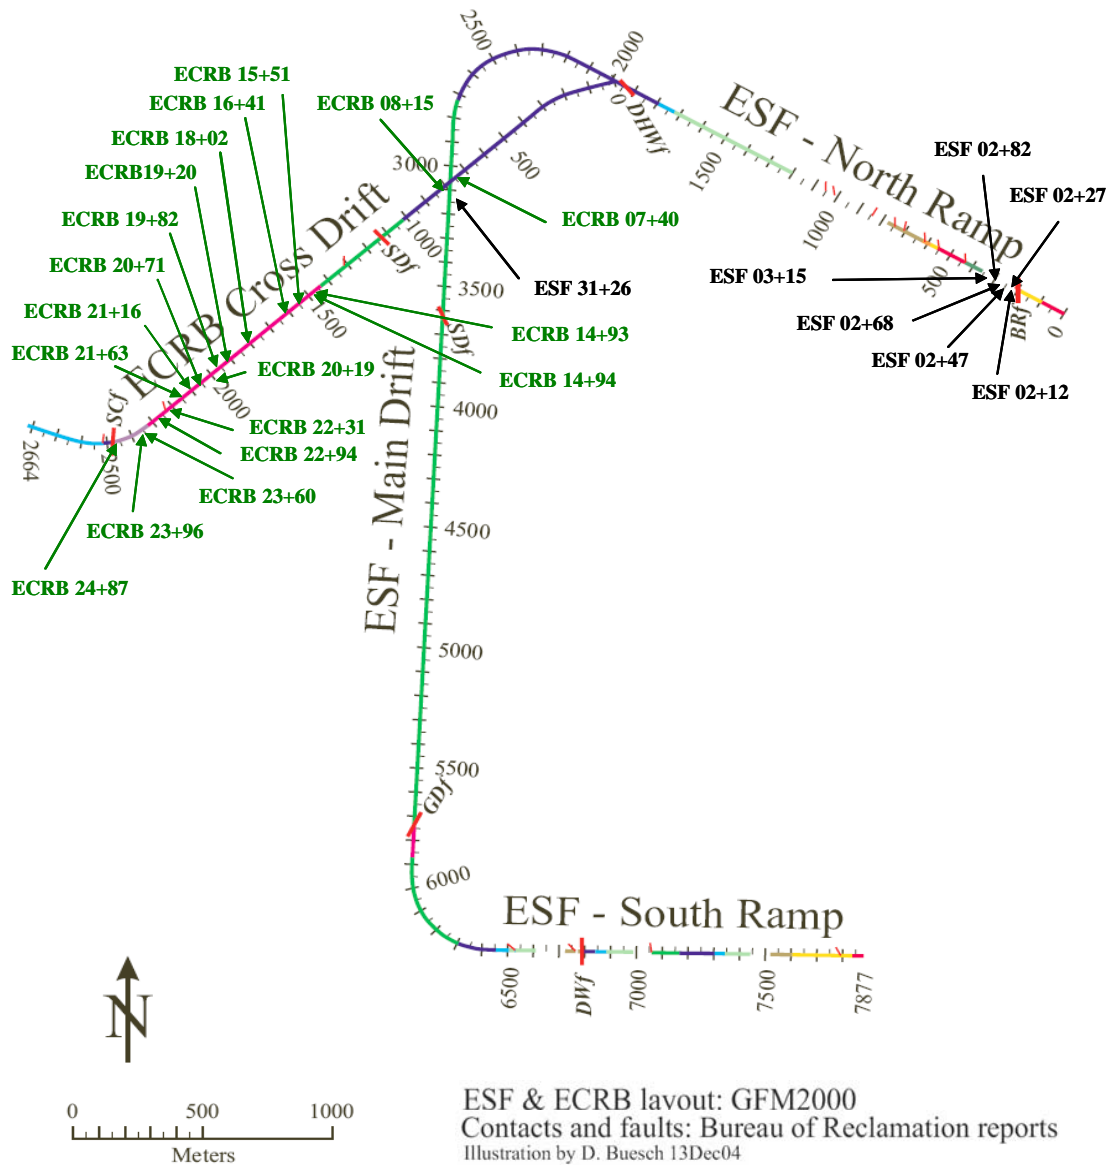 2500
2000
ECRB 15+51
ECRB 16+41
ECRB 08+15
0
DHWf
ESF - North Ramp
ECRB 18+02
1500
ESF 02+82
3000
500
ECRB19+20
ESF 02+27
ECRB 19+82
ECRB 07+40
1000
1000
SDf
ECRB Cross Drift
ECRB 20+71
ESF 03+15
500
ESF 31+26
3500
ECRB 21+16
1500
ESF 02+68
BRf
0
SDf
ECRB 14+93
ECRB 21+63
ESF 02+47
ECRB 20+19
ECRB 14+94
ESF 02+12
2000
SCf
4000
ECRB 22+31
ECRB 22+94
2664
2500
ECRB 23+60
ESF - Main Drift
ECRB 23+96
4500
ECRB 24+87
5000
5500
GDf
6000
ESF - South Ramp
6500
DWf
7000
7500
7877
N
0 500 1000
Meters
ESF & ECRB layout: GFM2000
Contacts and faults: Bureau of Reclamation reports
Illustration by D. Buesch 13Dec04